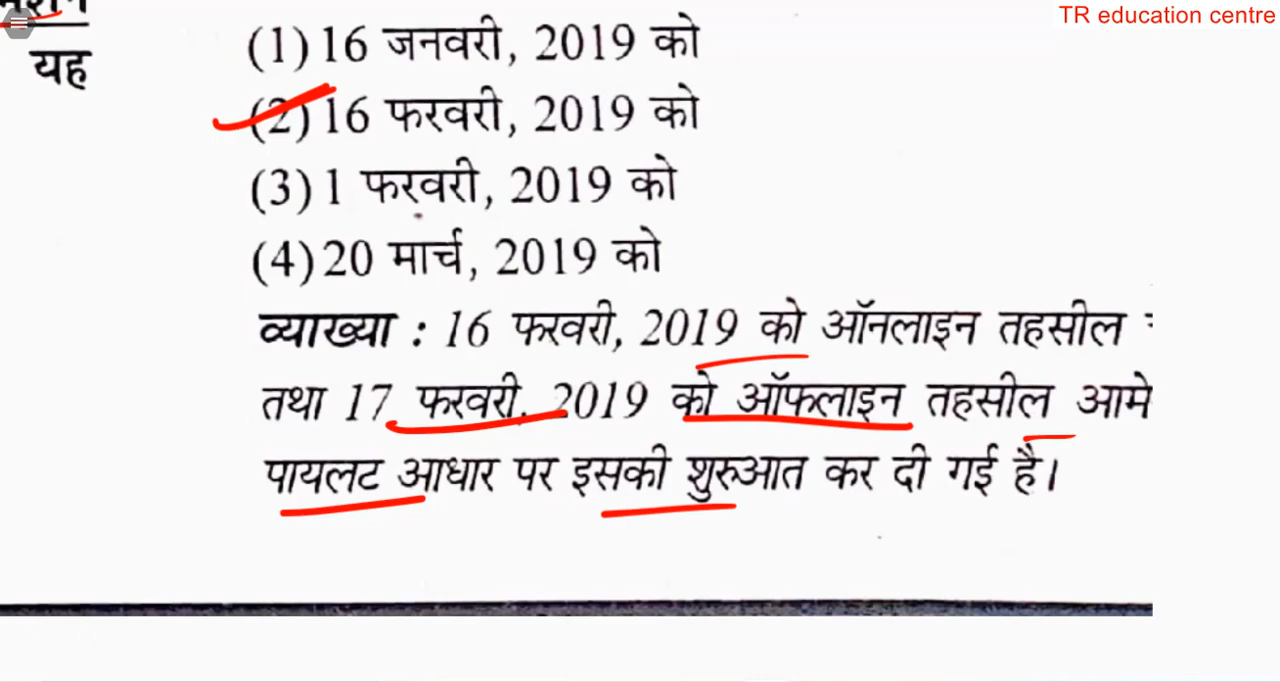 TR education centre
यह
(1) 16 जनवरी, 2019 को
(2) 16 फरवरी, 2019 को
(3) 1 फरवरी, 2019 को
(4) 20 मार्च, 2019 को
व्याख्या : 16 फरवरी, 2019 को ऑनलाइन तहसील
तथा 17 फरवरी, 2019 को ऑफलाइन तहसील आमे
पायलट आधार पर इसकी शुरुआत कर दी गई है।